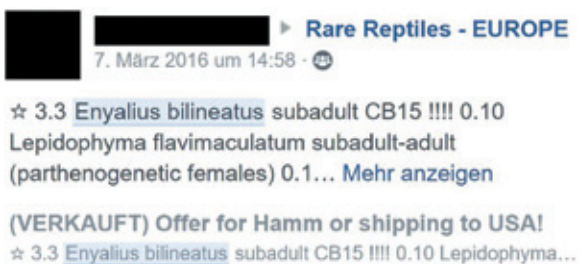 ▶ Rare Reptiles - EUROPE
7. März 2016 um 14:58 ·
☆ 3.3 Enyalius bilineatus subadult CB15 !!!! 0.10
Lepidophyma flavimaculatum subadult-adult
(parthenogenetic females) 0.1… Mehr anzeigen
(VERKAUFT) Offer for Hamm or shipping to USA!
☆ 3.3 Enyalius bilineatus subadult CB15 !!!! 0.10 Lepidophyma...